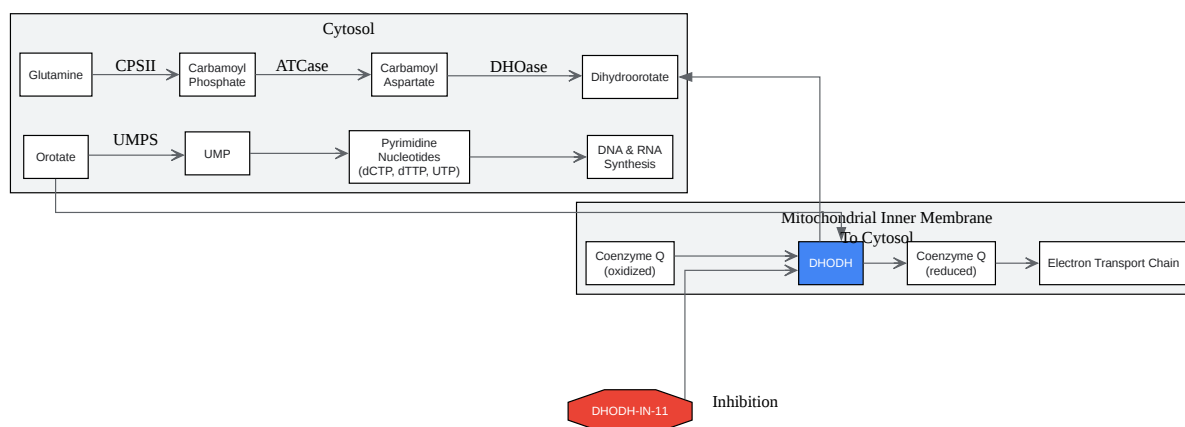 Cytosol
Glutamine
CPSII
Carbamoyl
Phosphate
ATCase
Carbamoyl
Aspartate
DHOase
Dihydroorotate
Orotate
UMPS
UMP
Pyrimidine
Nucleotides
(dCTP, dTTP, UTP)
DNA & RNA
Synthesis
Mitochondrial Inner Membrane
To Cytosol
Coenzyme Q
(oxidized)
DHODH
Coenzyme Q
(reduced)
Electron Transport Chain
DHODH-IN-11
Inhibition